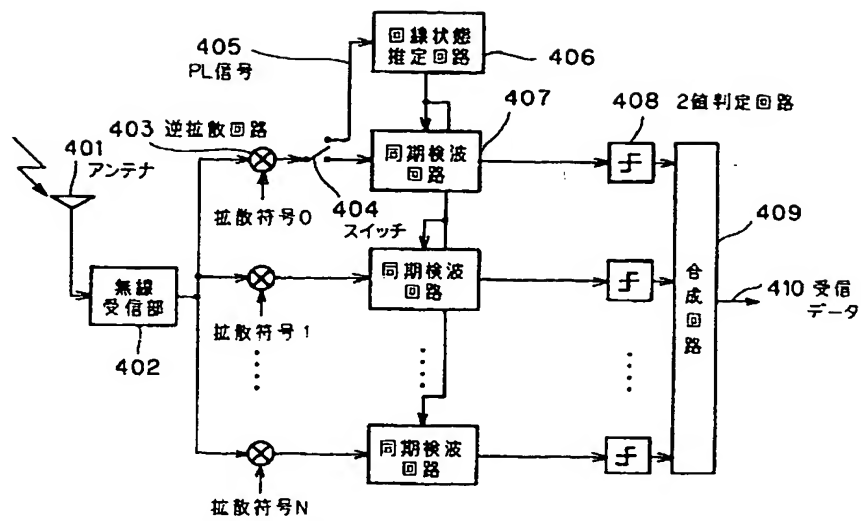 405
PL信号
回線状態
推定回路
406
407
403 逆拡散回路
408 2値判定回路
401
アンテナ
同期検波
回路
拡散符号0
404
スイッチ
409
無線
受信部
402
同期検波
回路
拡散符号1
合成回路
410 受信
データ
同期検波
回路
拡散符号N